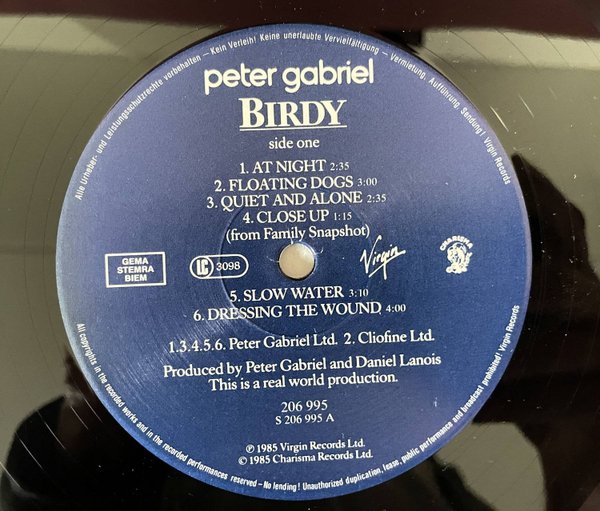 Alle Urheber- und Leistungsschutzrechte vorbehalten – Kein Verleih! Keine unerlaubte Vervielfältigung – Vermietung, Aufführung, Sendung! Virgin Records
peter gabriel
BIRDY
side one
1. AT NIGHT 2:35
2. FLOATING DOGS 3:00
3. QUIET AND ALONE 2:35
4. CLOSE UP 1:15
(from Family Snapshot)
GEMA
STEMRA
BIEM
LC 3098
Virgin
CHARISMA
5. SLOW WATER 3:10
6. DRESSING THE WOUND 4:00
1.3.4.5.6. Peter Gabriel Ltd. 2. Cliofine Ltd.
Produced by Peter Gabriel and Daniel Lanois
This is a real world production.
206 995
S 206 995 A
℗ 1985 Virgin Records Ltd.
© 1985 Charisma Records Ltd.
All copyrights in the recorded works and in the recorded performances reserved – No lending! Unauthorized duplication, lease, public performance and broadcast prohibited! Virgin Records